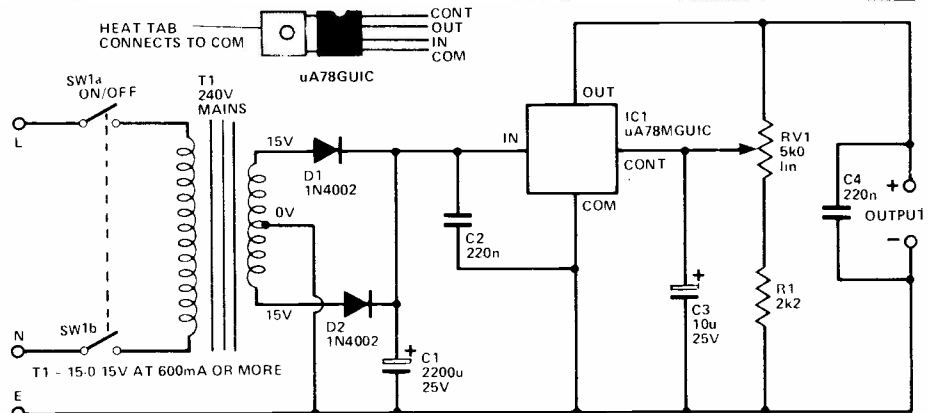 HEAT TAB
CONNECTS TO COM
CONT
OUT
IN
COM
uA78GUIC
SW1a
ON/OFF
T1
240V
MAINS
L
15V
D1
1N4002
0V
15V
D2
1N4002
C2
220n
IN
OUT
IC1
uA78MGUIC
CONT
COM
RV1
5k0
lin
C4
220n
+
OUTPUT
−
R1
2k2
+
C3
10u
25V
N
SW1b
+
C1
2200u
25V
T1 - 15-0 15V AT 600mA OR MORE
E